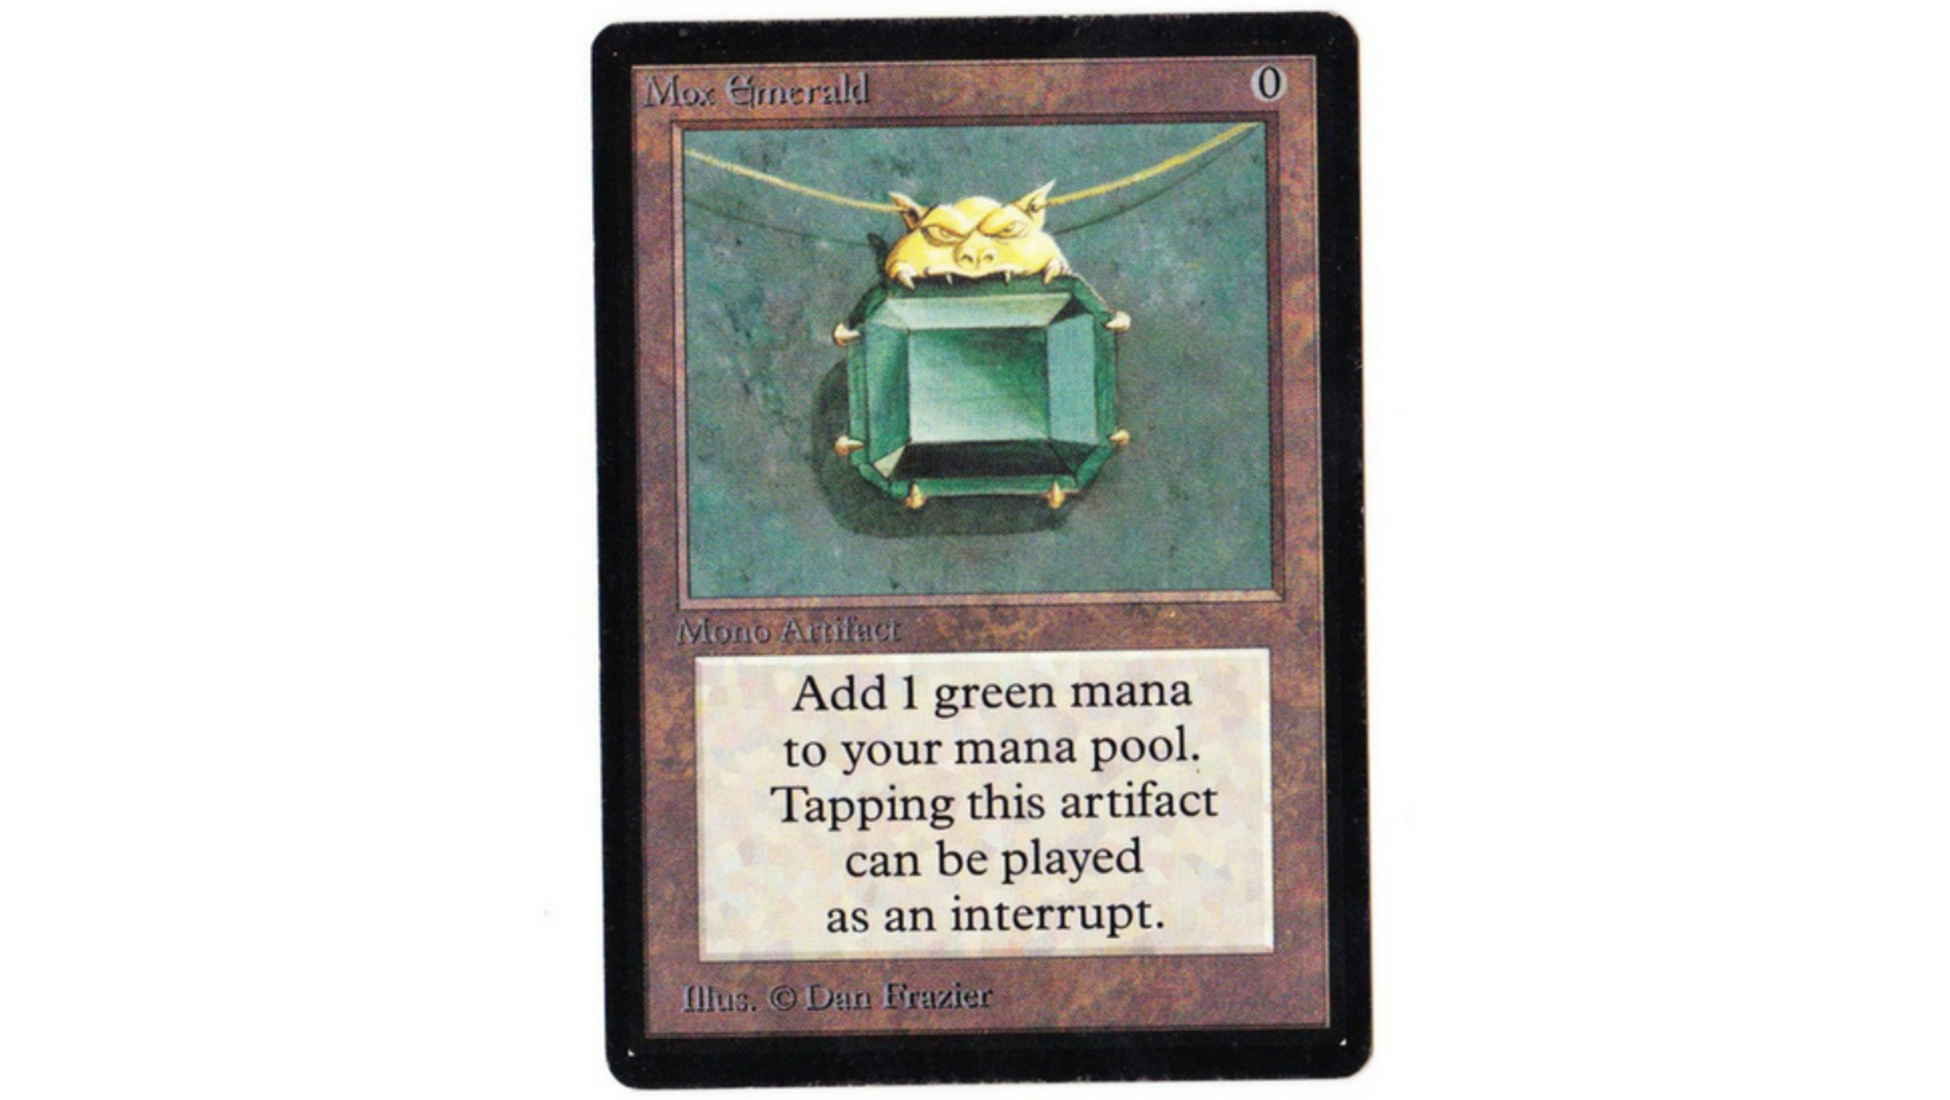 Mox Emerald 0
Mono Artifact
Add 1 green mana
to your mana pool.
Tapping this artifact
can be played
as an interrupt.
Illus. © Dan Frazier